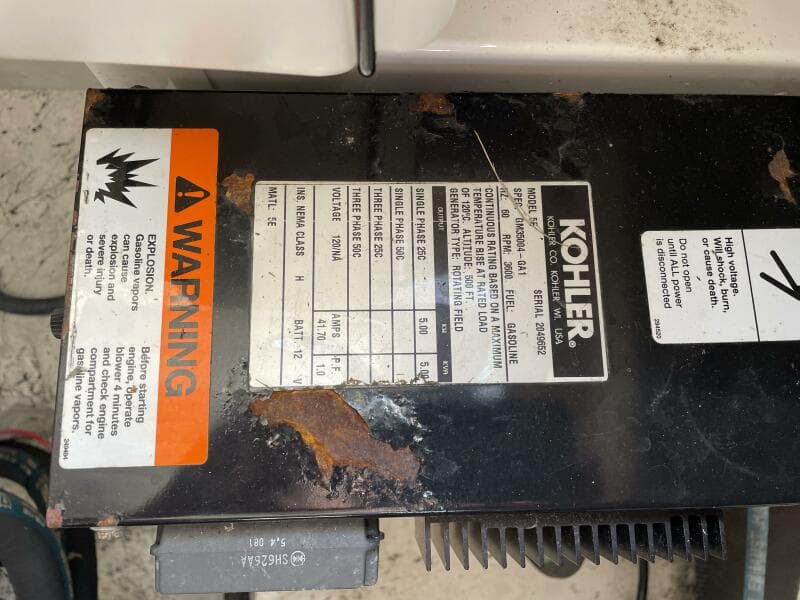 KOHLER®
KOHLER CO. KOHLER WI. USA
MODEL 5E SERIAL 2049652
SPEC. GM35004-GA1
HZ. 60 RPM: 3600 FUEL: GASOLINE
CONTINUOUS RATING BASED ON A MAXIMUM
TEMPERATURE RISE AT RATED LOAD
OF 120ºC. ALTITUDE: 500 FT.
GENERATOR TYPE: ROTATING FIELD
OUTPUT KW KVA
SINGLE PHASE 25C 5.00 5.00
SINGLE PHASE 50C
THREE PHASE 25C
THREE PHASE 50C
VOLTAGE 120/NA AMPS 41.70 P.F. 1.0
INS. NEMA CLASS H BATT. 12 V
MATL: 5E
WARNING
EXPLOSION.
Gasoline vapors
can cause
explosion and
severe injury
or death.
Before starting
engine, operate
blower 4 minutes
and check engine
compartment for
gasoline vapors.
249484
High voltage.
Will shock, burn,
or cause death.
Do not open
until ALL power
is disconnected
SH626AA
5.4 081